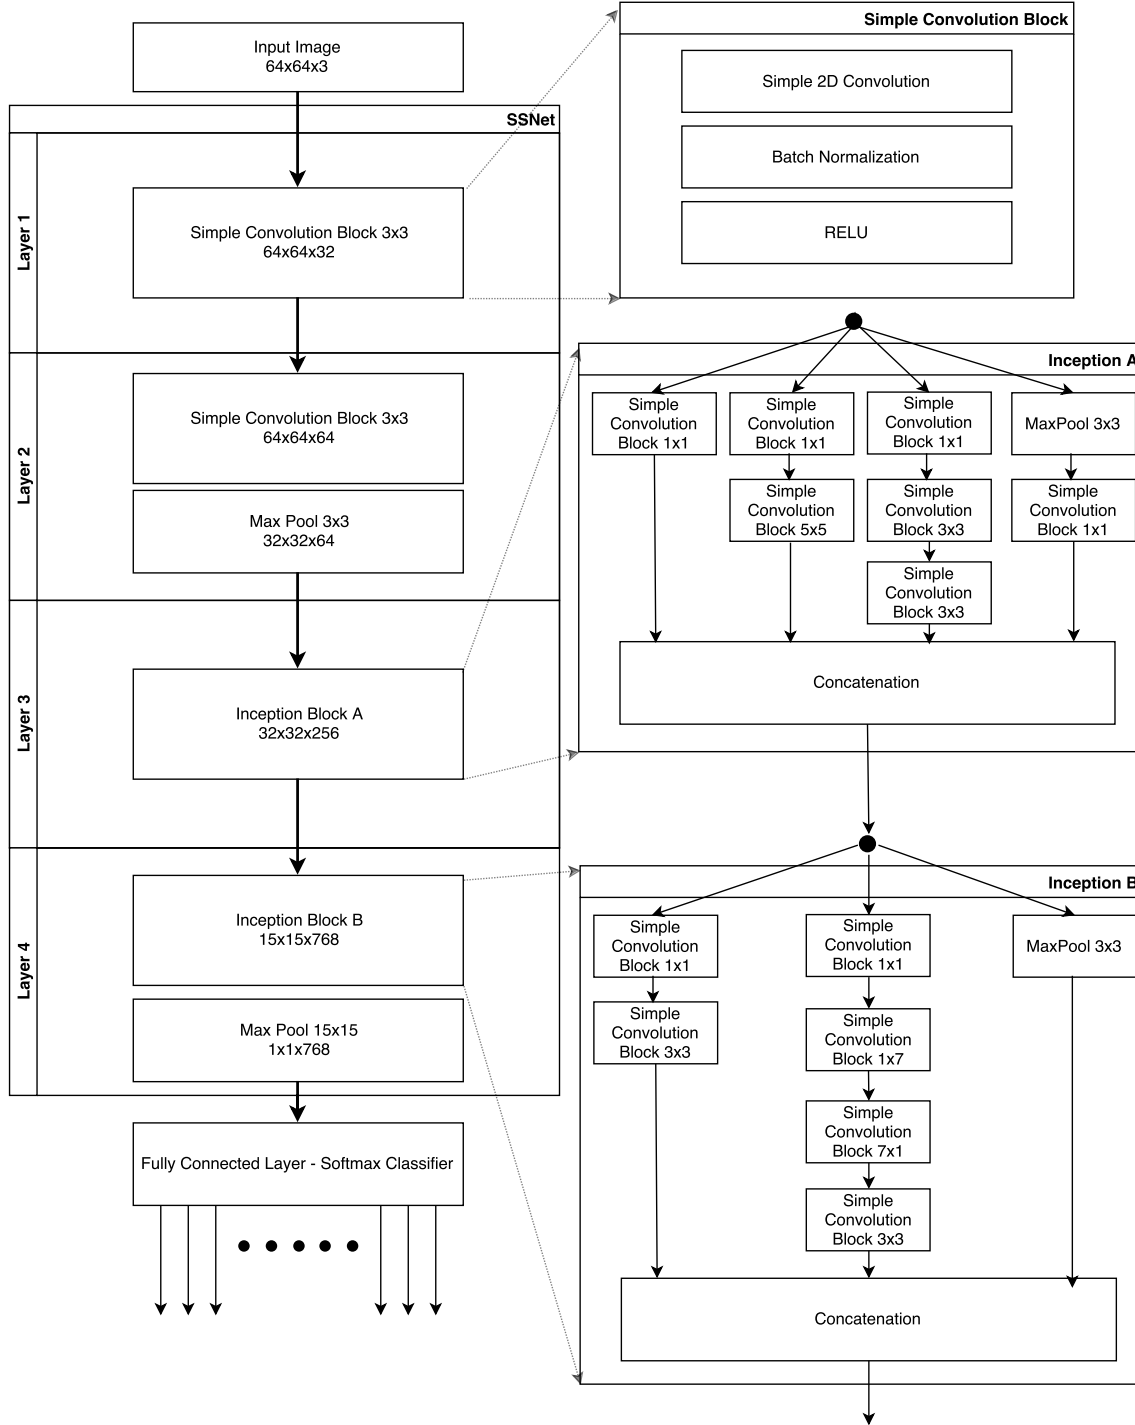 Input Image
64x64x3
SSNet
Layer 1
Simple Convolution Block 3x3
64x64x32
Layer 2
Simple Convolution Block 3x3
64x64x64
Max Pool 3x3
32x32x64
Layer 3
Inception Block A
32x32x256
Layer 4
Inception Block B
15x15x768
Max Pool 15x15
1x1x768
Fully Connected Layer - Softmax Classifier
Simple Convolution Block
Simple 2D Convolution
Batch Normalization
RELU
Inception A
Simple
Convolution
Block 1x1
Simple
Convolution
Block 1x1
Simple
Convolution
Block 5x5
Simple
Convolution
Block 1x1
Simple
Convolution
Block 3x3
Simple
Convolution
Block 3x3
MaxPool 3x3
Simple
Convolution
Block 1x1
Concatenation
Inception B
Simple
Convolution
Block 1x1
Simple
Convolution
Block 3x3
Simple
Convolution
Block 1x1
Simple
Convolution
Block 1x7
Simple
Convolution
Block 7x1
Simple
Convolution
Block 3x3
MaxPool 3x3
Concatenation